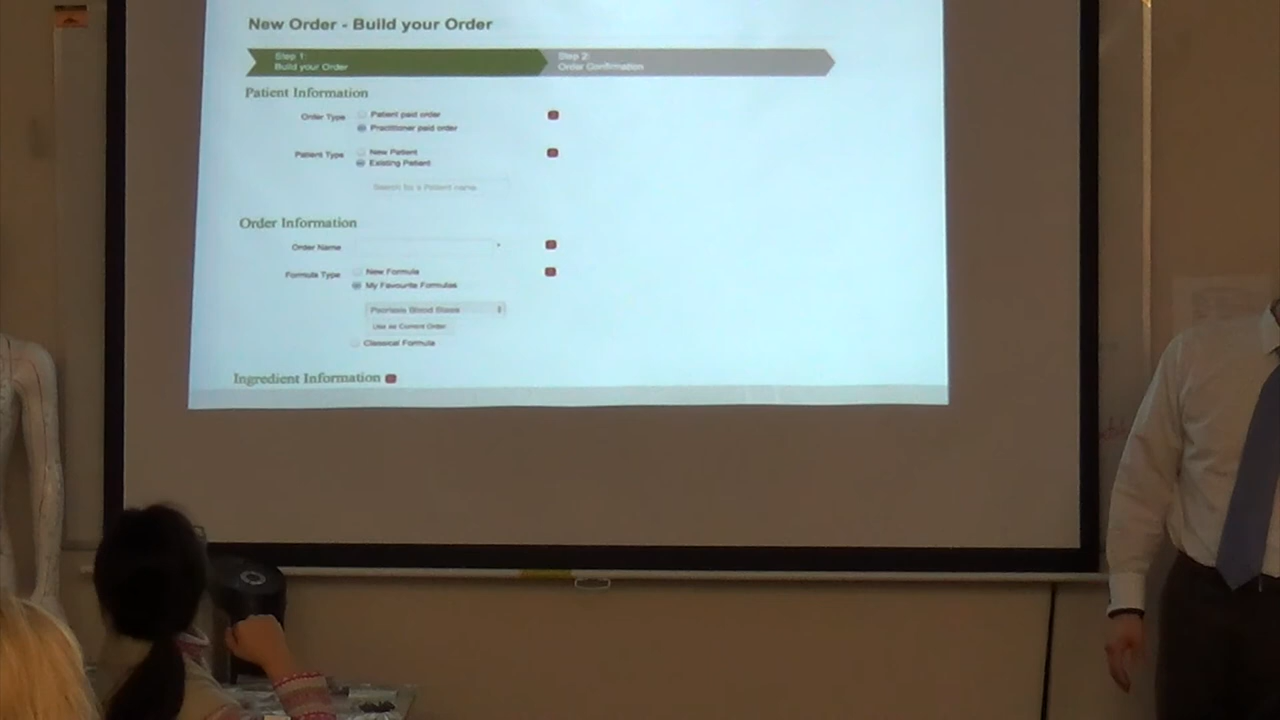 New Order - Build your Order
Step 1:
Build your Order
Step 2:
Order Confirmation
Patient Information
Order Type
Patient paid order
Practitioner paid order
Patient Type
New Patient
Existing Patient
Search for a Patient name
Order Information
Order Name
Formula Type
New Formula
My Favourite Formulas
Psoriasis Blood Stasis
Use as Current Order
Classical Formula
Ingredient Information